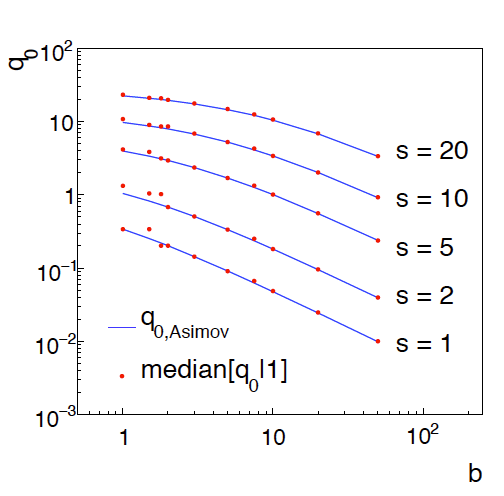 q₀
10²
10
1
10⁻¹
10⁻²
10⁻³
s = 20
s = 10
s = 5
s = 2
s = 1
q₀,Asimov
median[q₀|1]
1 10 10²
b